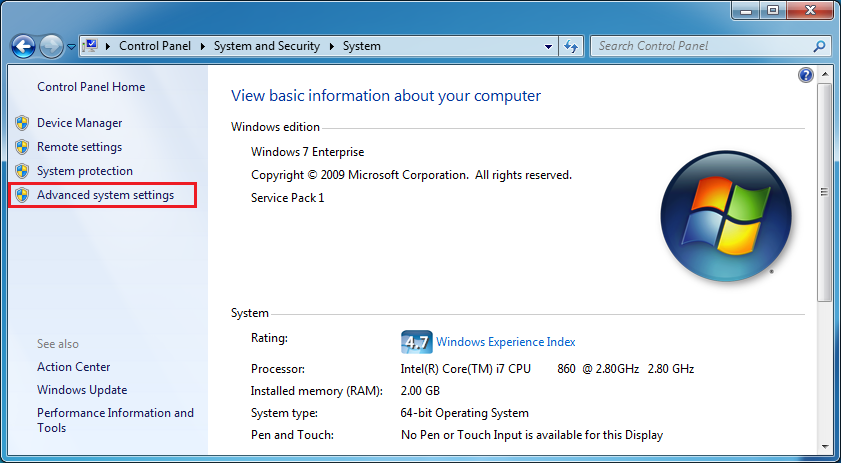 Control Panel System and Security System
Search Control Panel
Control Panel Home
Device Manager
Remote settings
System protection
Advanced system settings
See also
Action Center
Windows Update
Performance Information and
Tools
View basic information about your computer
Windows edition
Windows 7 Enterprise
Copyright © 2009 Microsoft Corporation. All rights reserved.
Service Pack 1
System
Rating: 4.7 Windows Experience Index
Processor: Intel(R) Core(TM) i7 CPU 860 @ 2.80GHz 2.80 GHz
Installed memory (RAM): 2.00 GB
System type: 64-bit Operating System
Pen and Touch: No Pen or Touch Input is available for this Display